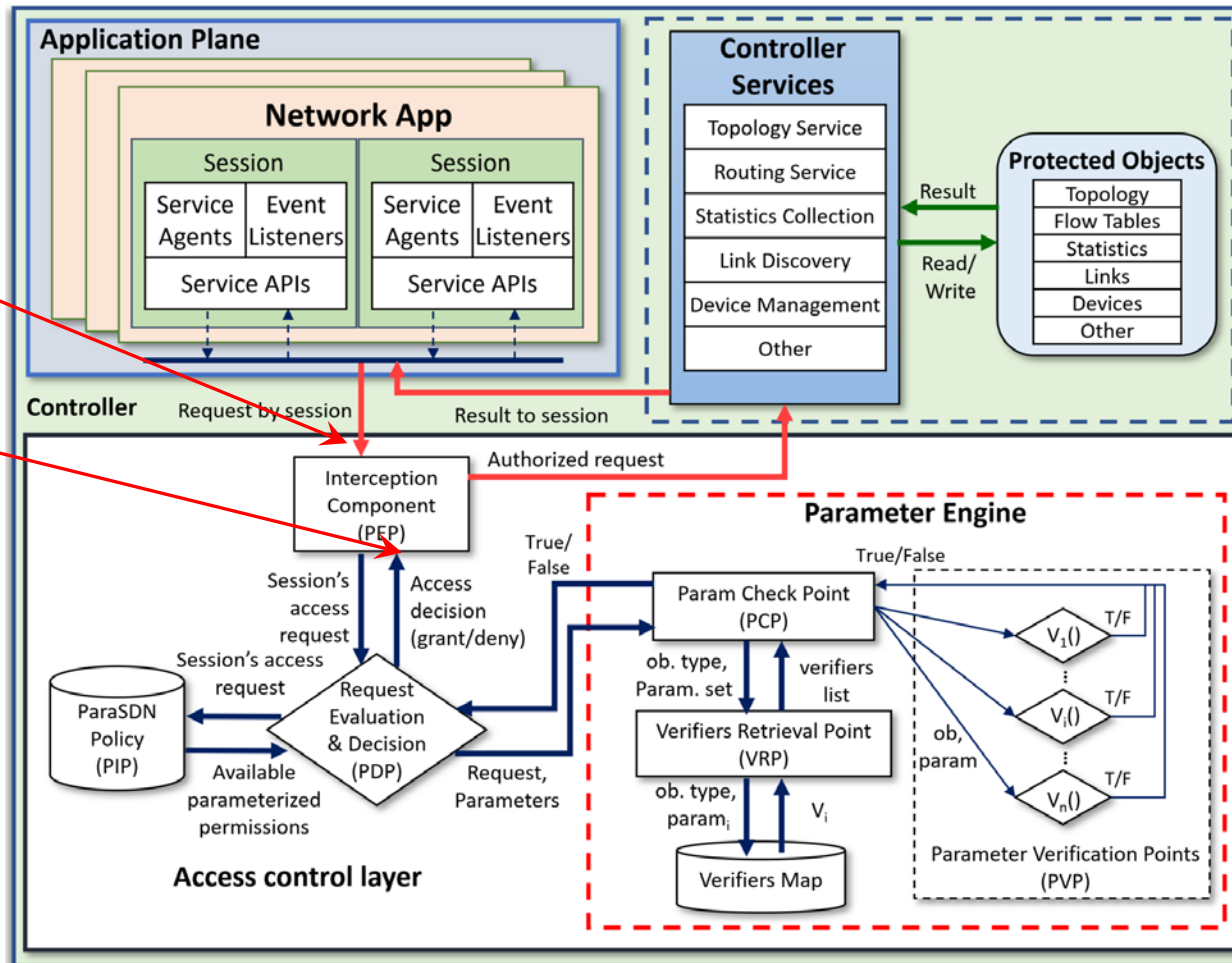 Application Plane
Network App
Session
Service
Agents
Event
Listeners
Service APIs
Session
Service
Agents
Event
Listeners
Service APIs
Controller
Services
Topology Service
Routing Service
Statistics Collection
Link Discovery
Device Management
Other
Result
Read/
Write
Protected Objects
Topology
Flow Tables
Statistics
Links
Devices
Other
Controller
Request by session
Result to session
Interception
Component
(PEP)
Authorized request
Session's
access
request
Access
decision
(grant/deny)
Session's access
request
ParaSDN
Policy
(PIP)
Available
parameterized
permissions
Request
Evaluation
& Decision
(PDP)
True/
False
Request,
Parameters
Access control layer
Parameter Engine
True/False
Param Check Point
(PCP)
ob. type,
Param. set
verifiers
list
Verifiers Retrieval Point
(VRP)
ob. type,
paramᵢ
Vᵢ
Verifiers Map
ob,
param
V₁()
T/F
⋮
Vᵢ()
T/F
⋮
Vₙ()
T/F
Parameter Verification Points
(PVP)